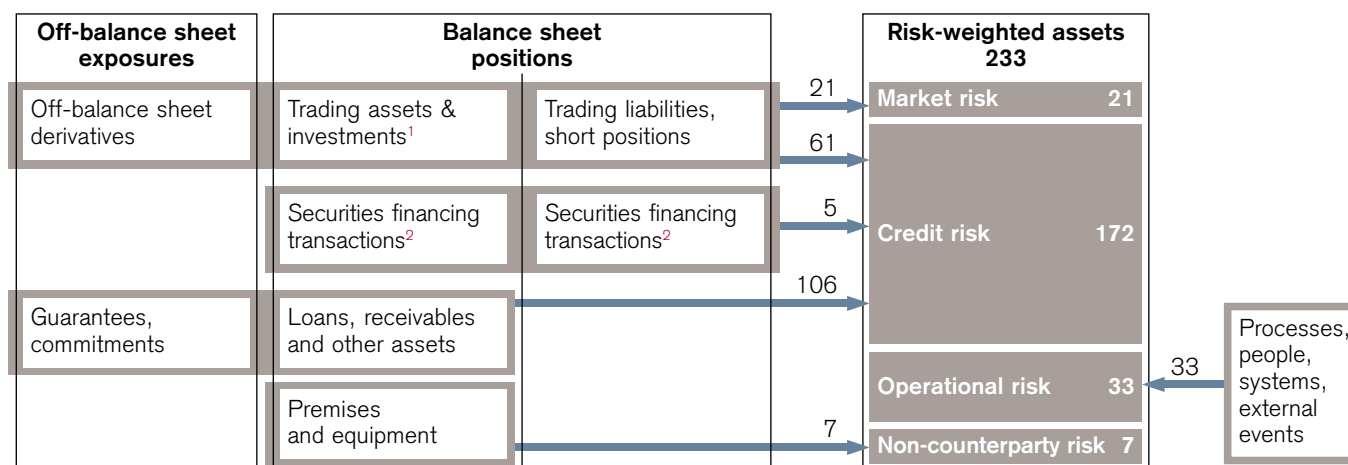 Off-balance sheet
exposures
Balance sheet
positions
Risk-weighted assets
233
Off-balance sheet
derivatives
Trading assets &
investments1
Trading liabilities,
short positions
21
Market risk 21
61
Securities financing
transactions2
Securities financing
transactions2
5
Credit risk 172
106
Guarantees,
commitments
Loans, receivables
and other assets
Processes,
people,
systems,
external
events
33
Operational risk 33
Premises
and equipment
7
Non-counterparty risk 7